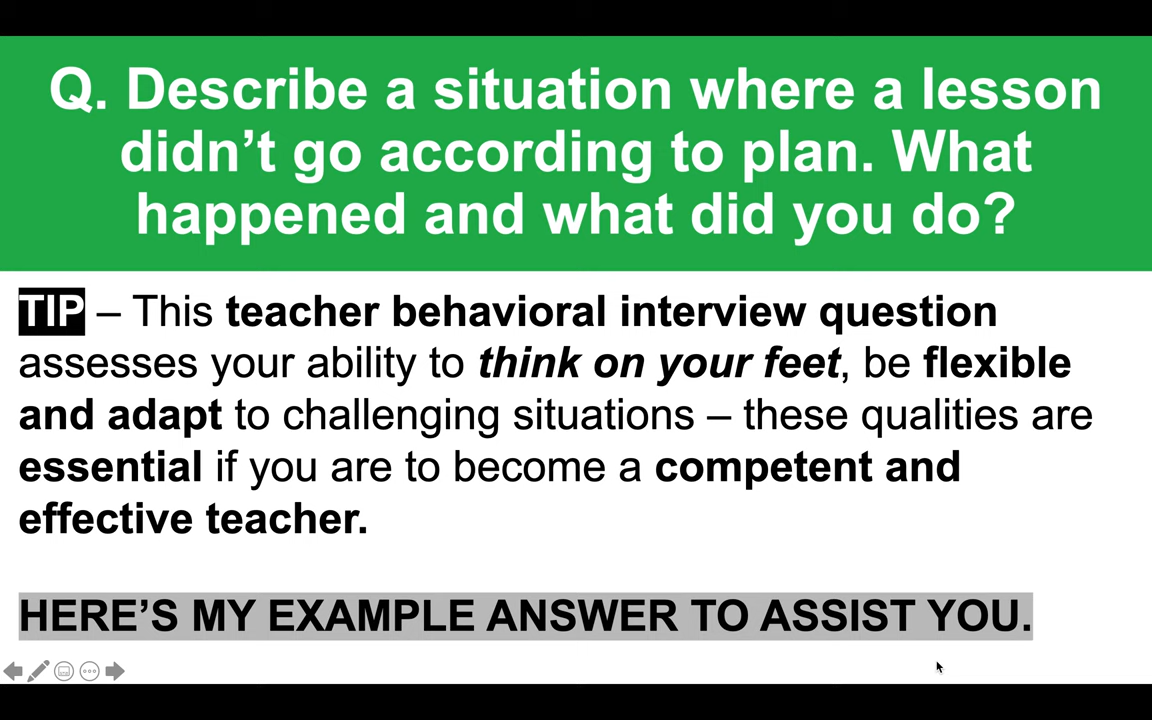 Q. Describe a situation where a lesson
didn’t go according to plan. What
happened and what did you do?
TIP – This teacher behavioral interview question
assesses your ability to think on your feet, be flexible
and adapt to challenging situations – these qualities are
essential if you are to become a competent and
effective teacher.
HERE’S MY EXAMPLE ANSWER TO ASSIST YOU.